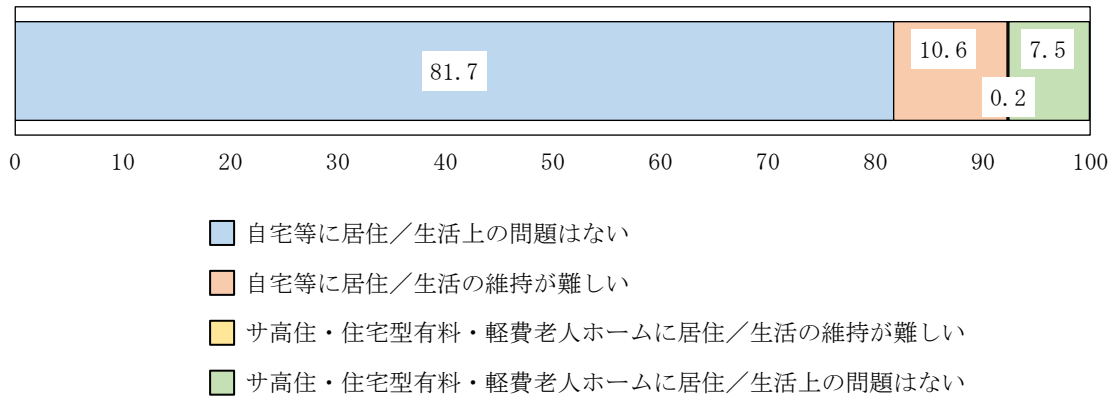 81.7
10.6
0.2
7.5
0 10 20 30 40 50 60 70 80 90 100
自宅等に居住／生活上の問題はない
自宅等に居住／生活の維持が難しい
サ高住・住宅型有料・軽費老人ホームに居住／生活の維持が難しい
サ高住・住宅型有料・軽費老人ホームに居住／生活上の問題はない